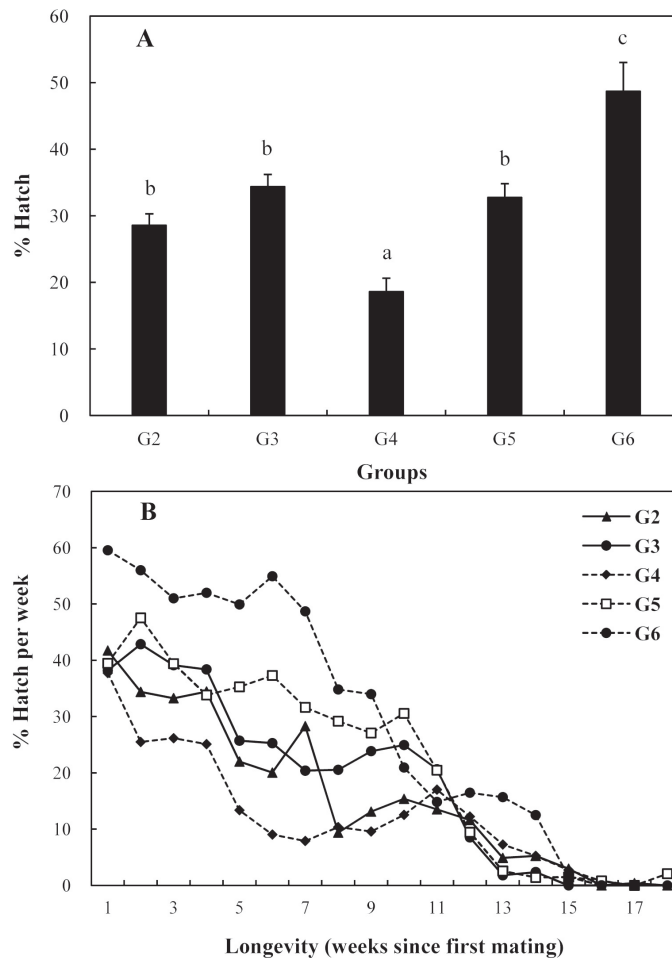 60
50
40
30
20
10
0
% Hatch
A
b
b
a
b
c
G2
G3
G4
G5
G6
Groups
70
60
50
40
30
20
10
0
% Hatch per week
B
G2
G3
G4
G5
G6
1
3
5
7
9
11
13
15
17
Longevity (weeks since first mating)